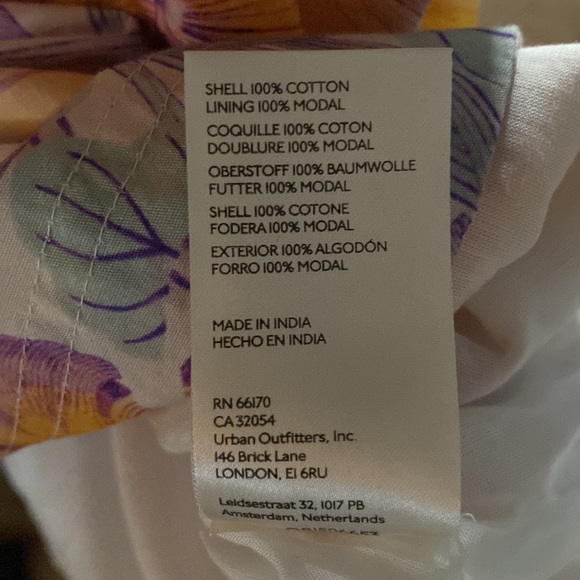 SHELL 100% COTTON
LINING 100% MODAL
COQUILLE 100% COTON
DOUBLURE 100% MODAL
OBERSTOFF 100% BAUMWOLLE
FUTTER 100% MODAL
SHELL 100% COTONE
FODERA 100% MODAL
EXTERIOR 100% ALGODÓN
FORRO 100% MODAL
MADE IN INDIA
HECHO EN INDIA
RN 66170
CA 32054
Urban Outfitters, Inc.
146 Brick Lane
LONDON, E1 6RU
Leidsestraat 32, 1017 PB
Amsterdam, Netherlands